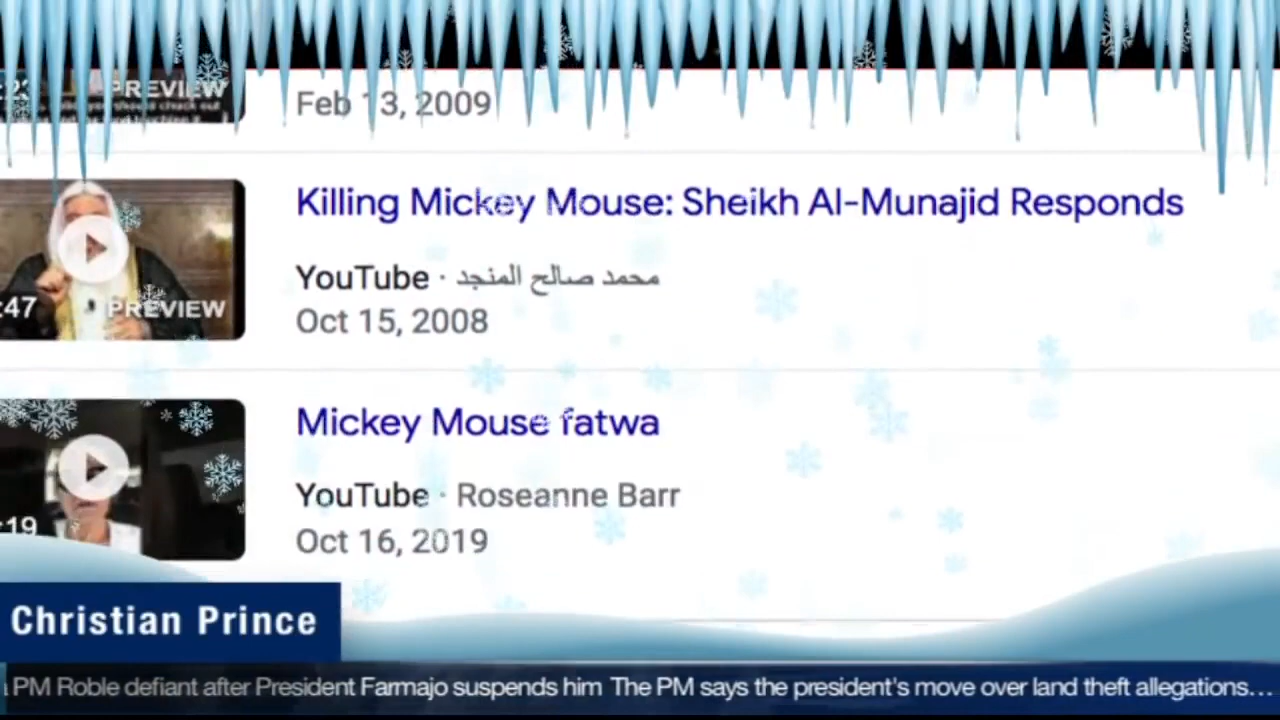 PREVIEW
Feb 13, 2009
Killing Mickey Mouse: Sheikh Al-Munajid Responds
YouTube · محمد صالح المنجد
:47
PREVIEW
Oct 15, 2008
Mickey Mouse fatwa
YouTube · Roseanne Barr
:19
Oct 16, 2019
Christian Prince
PM Roble defiant after President Farmajo suspends him The PM says the president's move over land theft allegations...